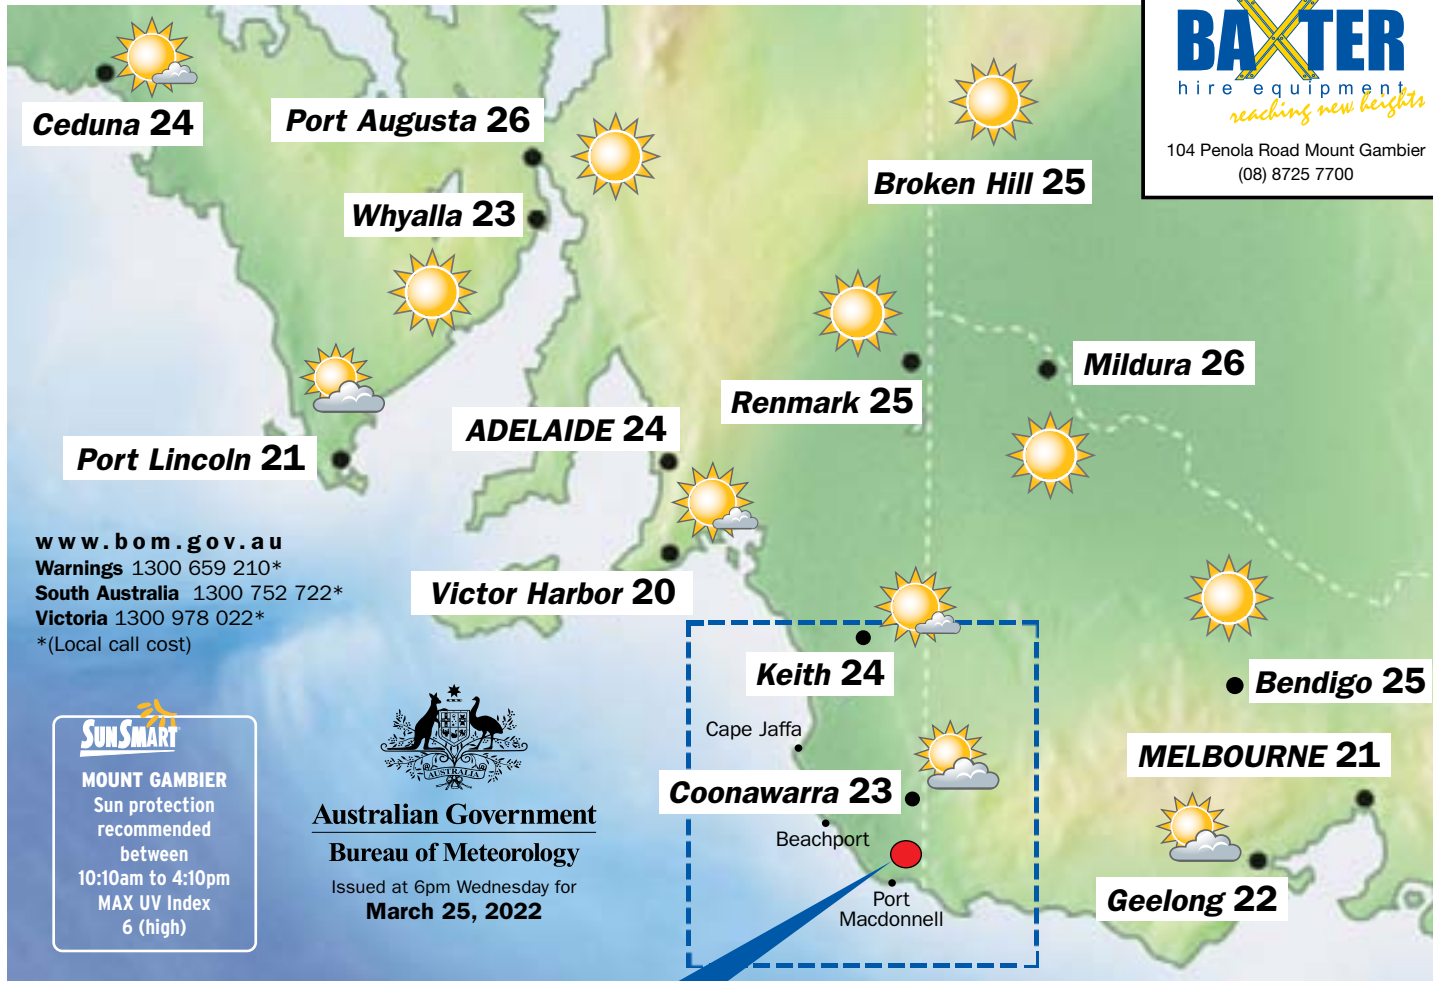 BAXTER
hire equipment
reaching new heights
104 Penola Road Mount Gambier
(08) 8725 7700
Ceduna 24
Port Augusta 26
Broken Hill 25
Whyalla 23
Mildura 26
Renmark 25
ADELAIDE 24
Port Lincoln 21
www.bom.gov.au
Warnings 1300 659 210*
South Australia 1300 752 722*
Victoria 1300 978 022*
*(Local call cost)
Victor Harbor 20
Keith 24
Bendigo 25
Cape Jaffa
MELBOURNE 21
Coonawarra 23
Beachport
Port
Macdonnell
Geelong 22
SUNSMART
MOUNT GAMBIER
Sun protection
recommended
between
10:10am to 4:10pm
MAX UV Index
6 (high)
AUSTRALIA
Australian Government
Bureau of Meteorology
Issued at 6pm Wednesday for
March 25, 2022